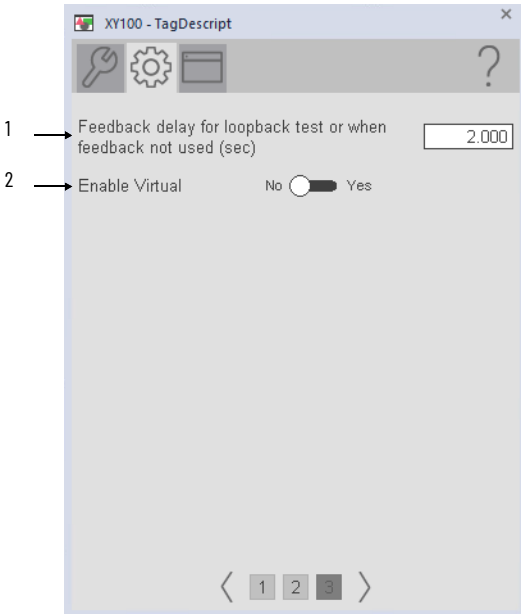 XY100 - TagDescript
×
?
1
Feedback delay for loopback test or when
feedback not used (sec)
2.000
2
Enable Virtual
No
Yes
1 2 3